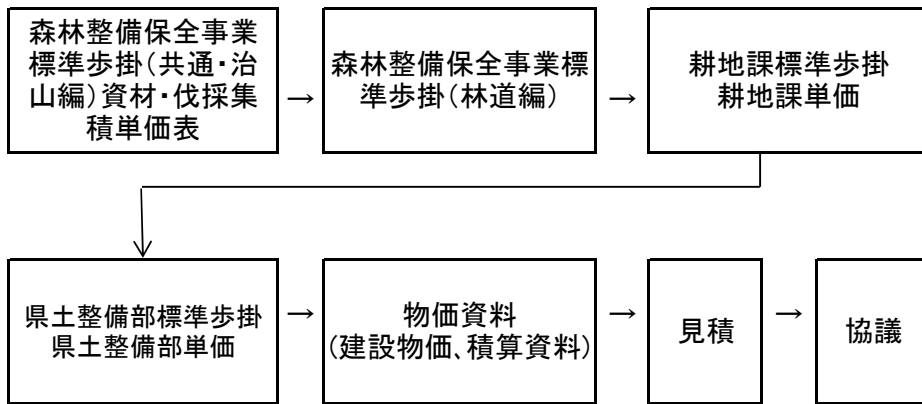 森林整備保全事業
標準歩掛（共通・治
山編）資材・伐採集
積単価表
→
森林整備保全事業標
準歩掛（林道編）
→
耕地課標準歩掛
耕地課単価
県土整備部標準歩掛
県土整備部単価
→
物価資料
(建設物価、積算資料)
→
見積
→
協議